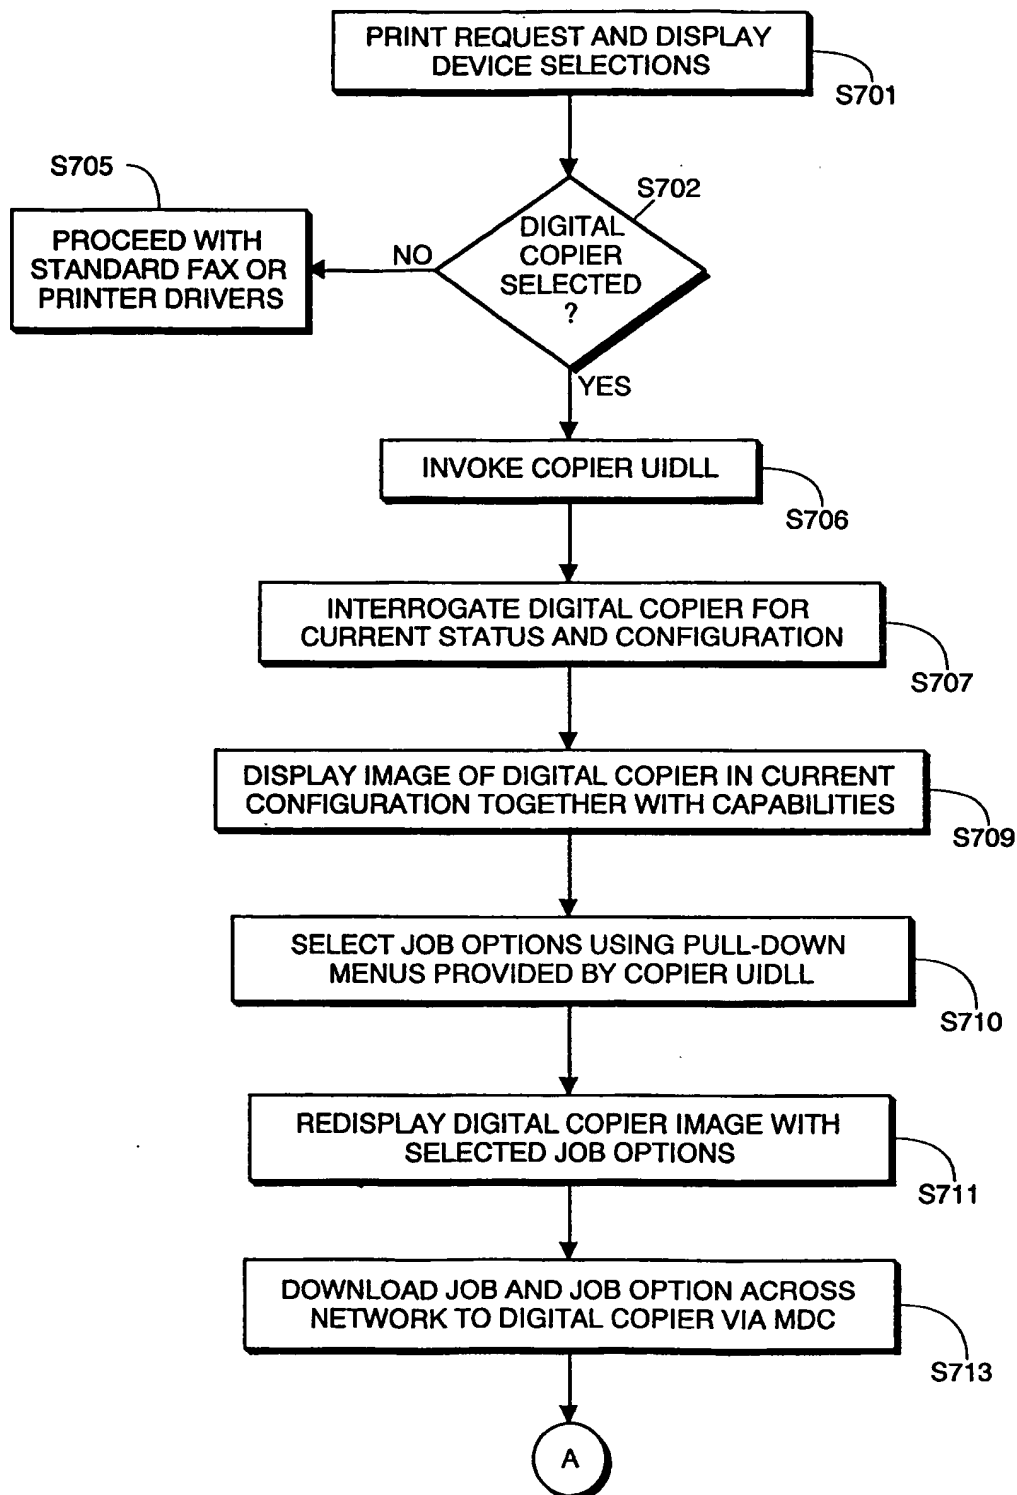 PRINT REQUEST AND DISPLAY
DEVICE SELECTIONS
S701
S705
S702
PROCEED WITH
STANDARD FAX OR
PRINTER DRIVERS
NO
DIGITAL
COPIER
SELECTED
?
YES
INVOKE COPIER UIDLL
S706
INTERROGATE DIGITAL COPIER FOR
CURRENT STATUS AND CONFIGURATION
S707
DISPLAY IMAGE OF DIGITAL COPIER IN CURRENT
CONFIGURATION TOGETHER WITH CAPABILITIES
S709
SELECT JOB OPTIONS USING PULL-DOWN
MENUS PROVIDED BY COPIER UIDLL
S710
REDISPLAY DIGITAL COPIER IMAGE WITH
SELECTED JOB OPTIONS
S711
DOWNLOAD JOB AND JOB OPTION ACROSS
NETWORK TO DIGITAL COPIER VIA MDC
S713
A